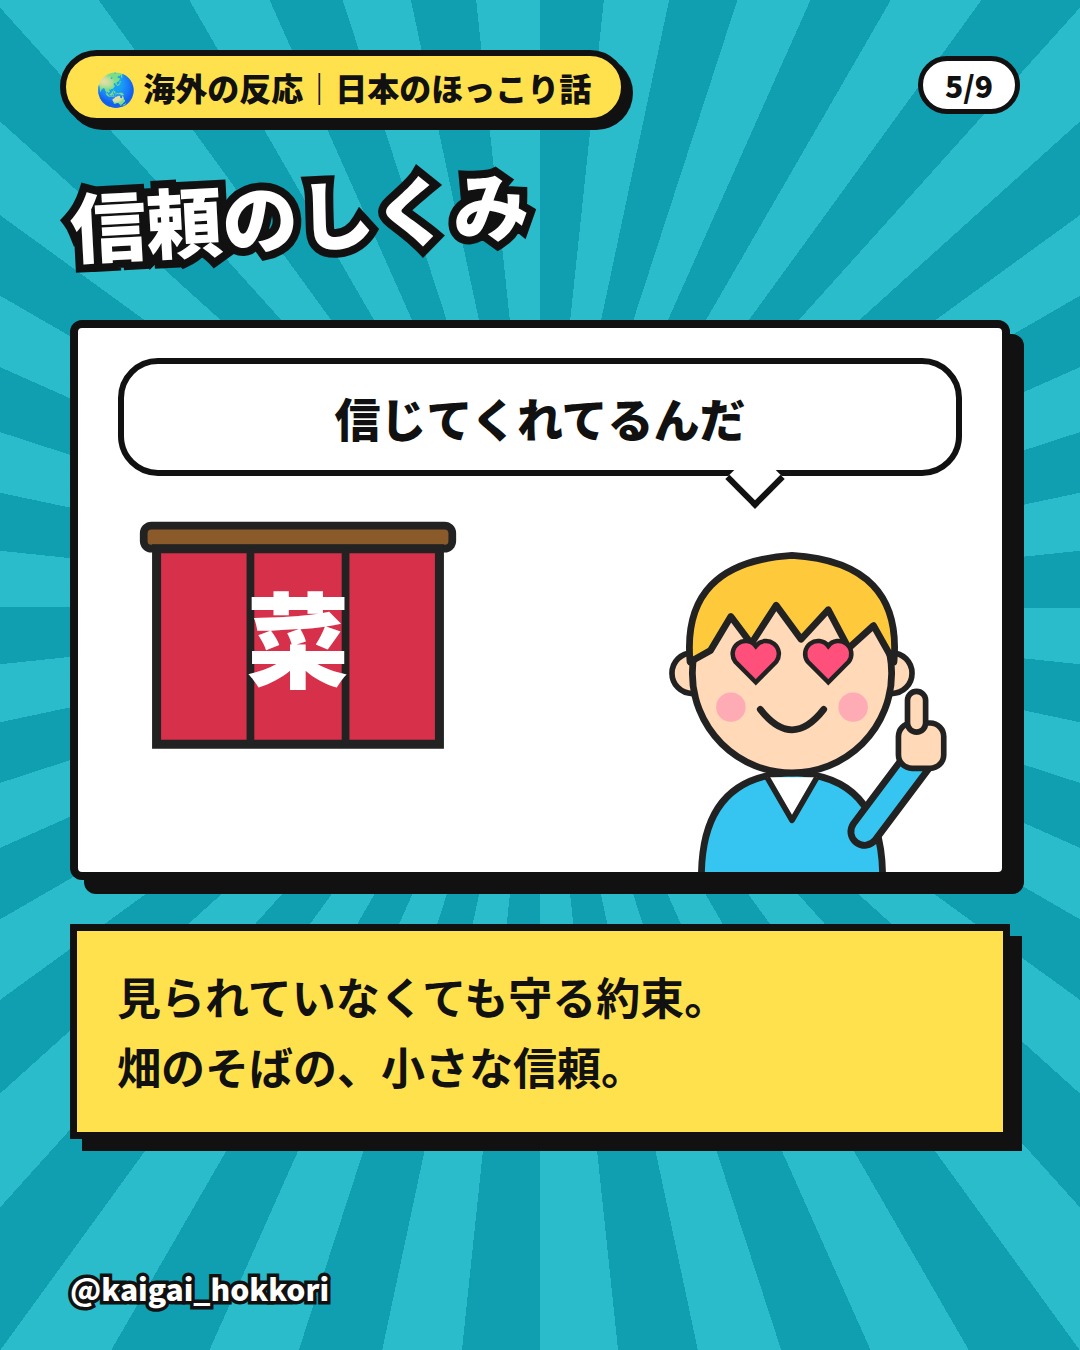 🌏 海外の反応｜日本のほっこり話
5/9
信頼のしくみ
信じてくれてるんだ
菜
見られていなくても守る約束。
畑のそばの、小さな信頼。
@kaigai_hokkori